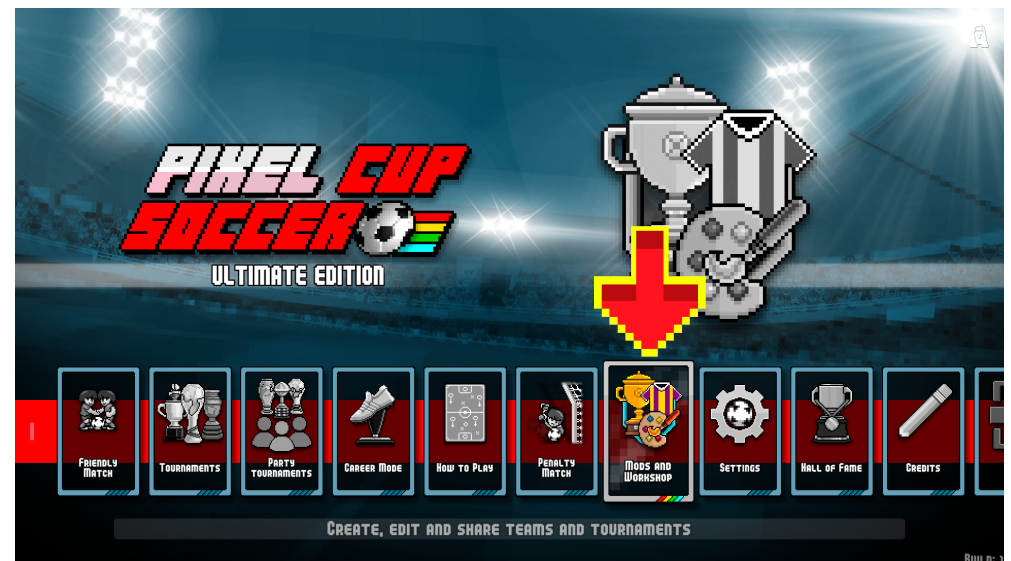 PIXEL CUP
SOCCER
ULTIMATE EDITION
FRIENDLY
MATCH
TOURNAMENTS
PARTY
TOURNAMENTS
CAREER MODE
HOW TO PLAY
PENALTY
MATCH
MODS AND
WORKSHOP
SETTINGS
HALL OF FAME
CREDITS
CREATE, EDIT AND SHARE TEAMS AND TOURNAMENTS
BUILD: